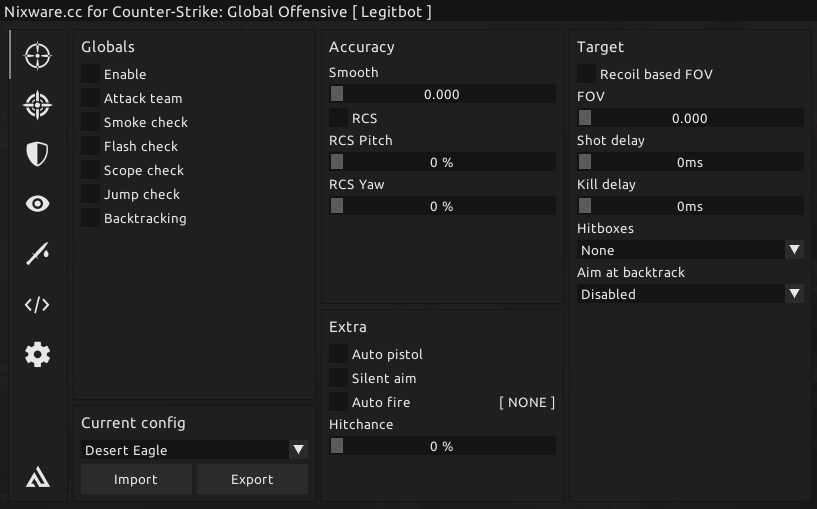 Nixware.cc for Counter-Strike: Global Offensive [ Legitbot ]
Globals
Enable
Attack team
Smoke check
Flash check
Scope check
Jump check
Backtracking
Current config
Desert Eagle
Import
Export
Accuracy
Smooth
0.000
RCS
RCS Pitch
0 %
RCS Yaw
0 %
Extra
Auto pistol
Silent aim
Auto fire [ NONE ]
Hitchance
0 %
Target
Recoil based FOV
FOV
0.000
Shot delay
0ms
Kill delay
0ms
Hitboxes
None
Aim at backtrack
Disabled